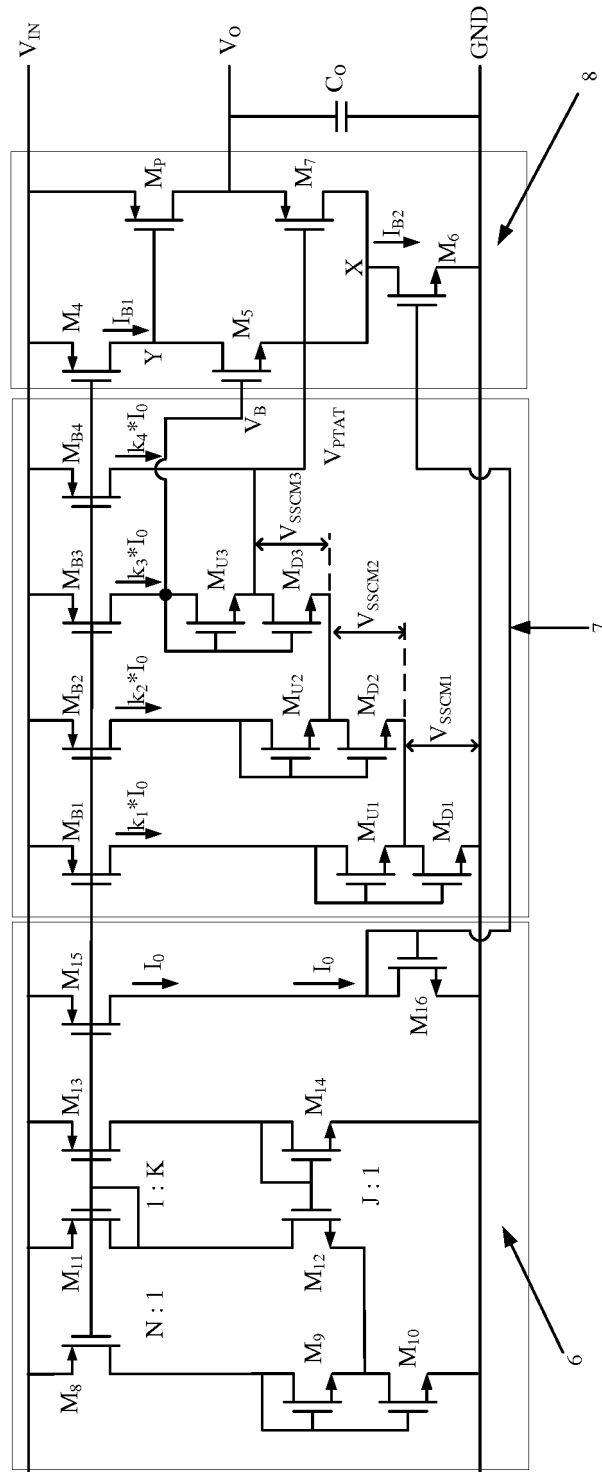 V_IN
V_O
GND
C_O
M_P
M_7
M_4
I_B1
Y
M_5
X
I_B2
M_6
8
M_B4
k_4*I_0
V_B
V_PTAT
M_B3
k_3*I_0
M_U3
M_D3
V_SSCM3
M_B2
k_2*I_0
M_U2
M_D2
V_SSCM2
M_B1
k_1*I_0
M_U1
M_D1
V_SSCM1
7
M_15
I_0
I_0
M_16
M_13
1 : K
M_14
J : 1
M_11
M_12
N : 1
M_8
M_9
M_10
6